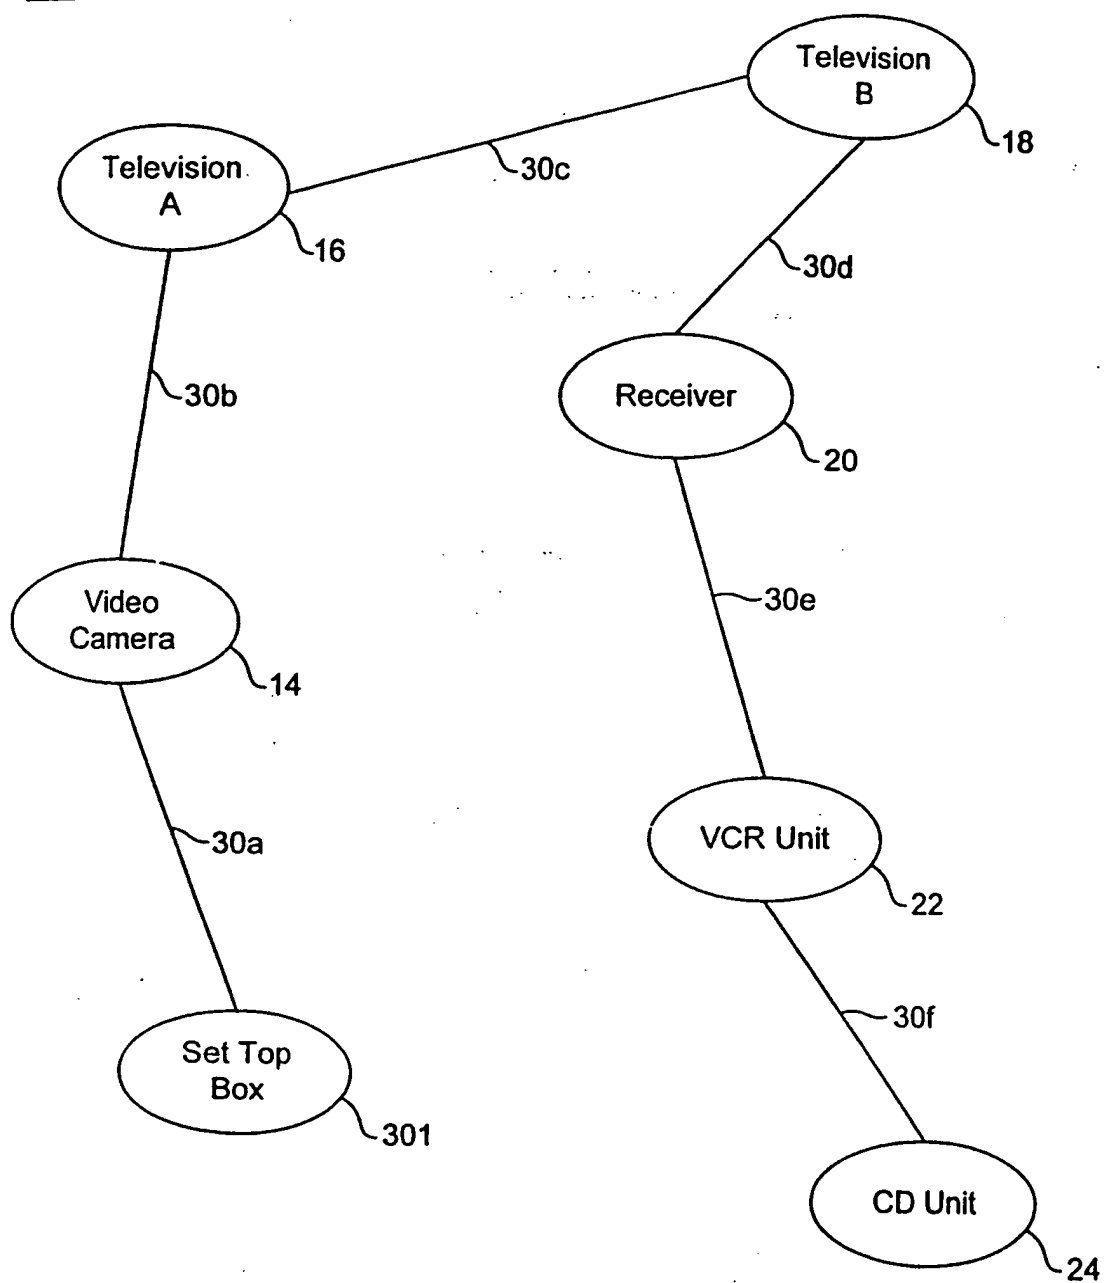 Television
B
18
30c
Television
A
16
30d
30b
Receiver
20
Video
Camera
14
30e
30a
VCR Unit
22
30f
Set Top
Box
301
CD Unit
24